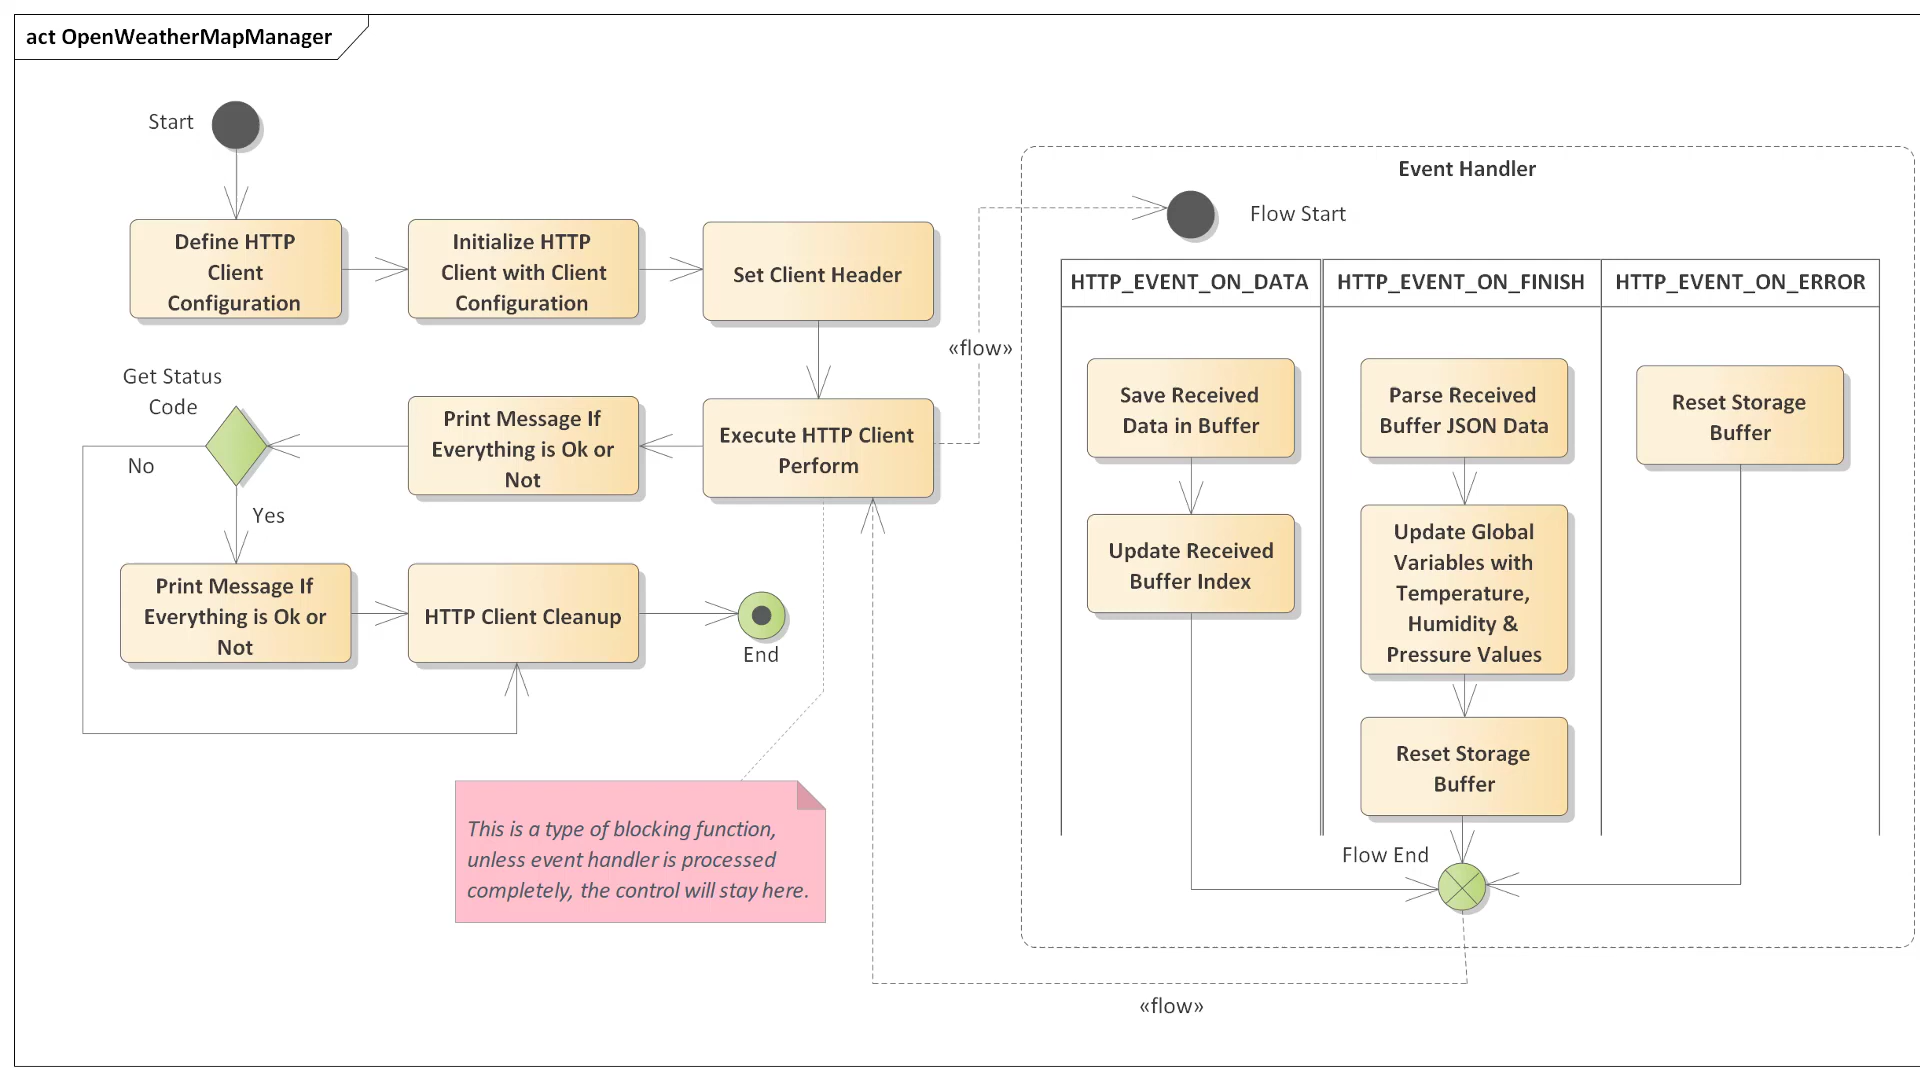 act OpenWeatherMapManager
Start
Define HTTP
Client
Configuration
Initialize HTTP
Client with Client
Configuration
Set Client Header
Execute HTTP Client
Perform
Print Message If
Everything is Ok or
Not
Get Status
Code
No
Yes
Print Message If
Everything is Ok or
Not
HTTP Client Cleanup
End
This is a type of blocking function,
unless event handler is processed
completely, the control will stay here.
«flow»
Event Handler
Flow Start
HTTP_EVENT_ON_DATA
Save Received
Data in Buffer
Update Received
Buffer Index
HTTP_EVENT_ON_FINISH
Parse Received
Buffer JSON Data
Update Global
Variables with
Temperature,
Humidity &
Pressure Values
Reset Storage
Buffer
HTTP_EVENT_ON_ERROR
Reset Storage
Buffer
Flow End
«flow»